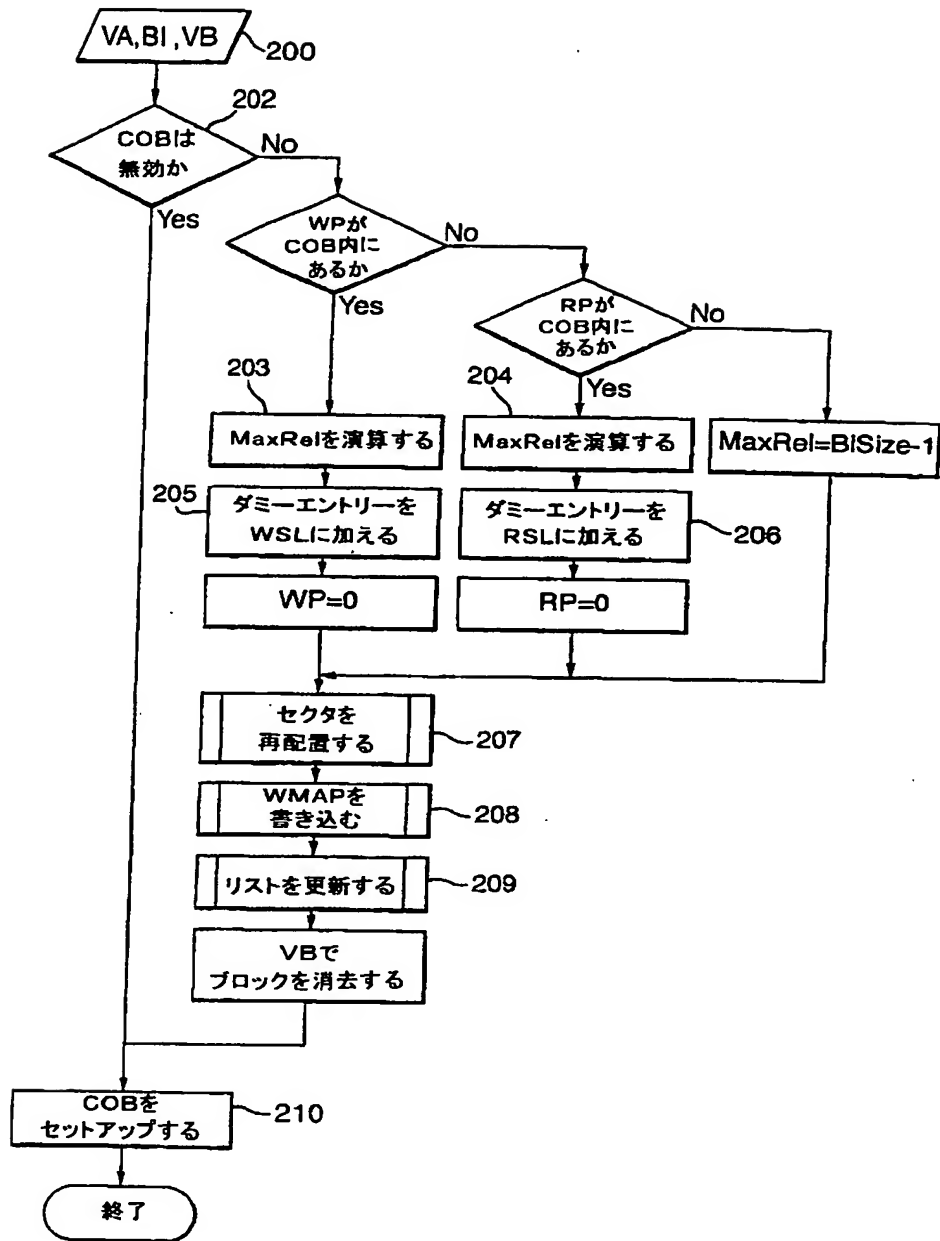 VA,BI,VB
200
202
COBは
無効か
No
Yes
WPが
COB内に
あるか
No
Yes
RPが
COB内に
あるか
No
Yes
203
MaxRelを演算する
204
MaxRelを演算する
MaxRel=BlSize-1
205
ダミーエントリーを
WSLに加える
ダミーエントリーを
RSLに加える
206
WP=0
RP=0
セクタを
再配置する
207
WMAPを
書き込む
208
リストを更新する
209
VBで
ブロックを消去する
COBを
セットアップする
210
終了